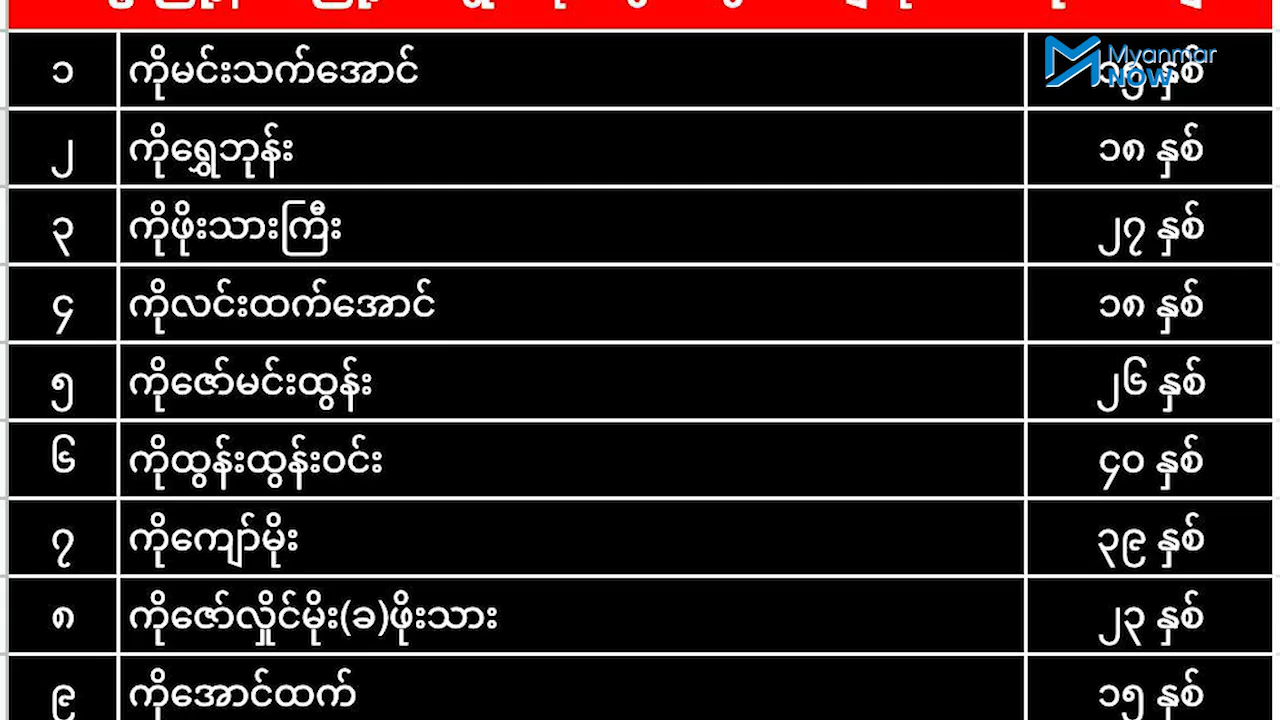 Myanmar
NOW
၁ ကိုမင်းသက်အောင် ၁၅ နှစ်
၂ ကိုရွှေဘုန်း ၁၈ နှစ်
၃ ကိုဖိုးသားကြီး ၂၇ နှစ်
၄ ကိုလင်းထက်အောင် ၁၈ နှစ်
၅ ကိုဇော်မင်းထွန်း ၂၆ နှစ်
၆ ကိုထွန်းထွန်းဝင်း ၄၀ နှစ်
၇ ကိုကျော်မိုး ၃၉ နှစ်
၈ ကိုဇော်လှိုင်မိုး(ခ)ဖိုးသား ၂၃ နှစ်
၉ ကိုအောင်ထက် ၁၅ နှစ်